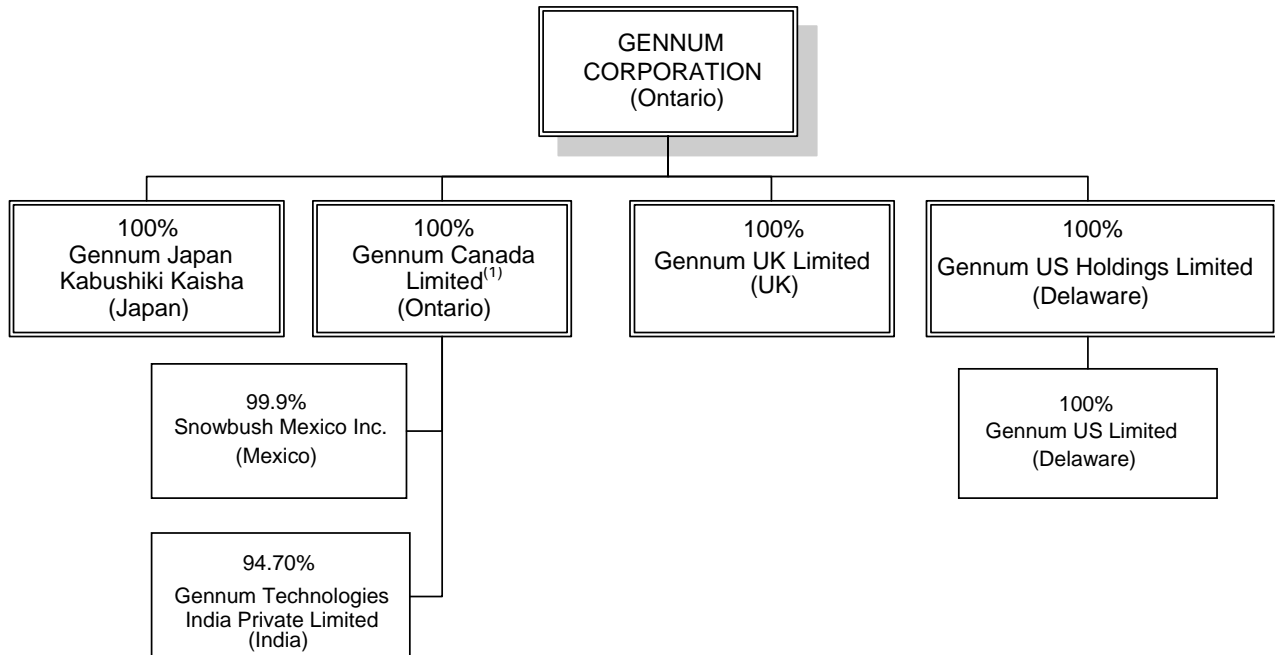 GENNUM
CORPORATION
(Ontario)
100%
Gennum Japan
Kabushiki Kaisha
(Japan)
100%
Gennum Canada
Limited(1)
(Ontario)
100%
Gennum UK Limited
(UK)
100%
Gennum US Holdings Limited
(Delaware)
99.9%
Snowbush Mexico Inc.
(Mexico)
100%
Gennum US Limited
(Delaware)
94.70%
Gennum Technologies
India Private Limited
(India)